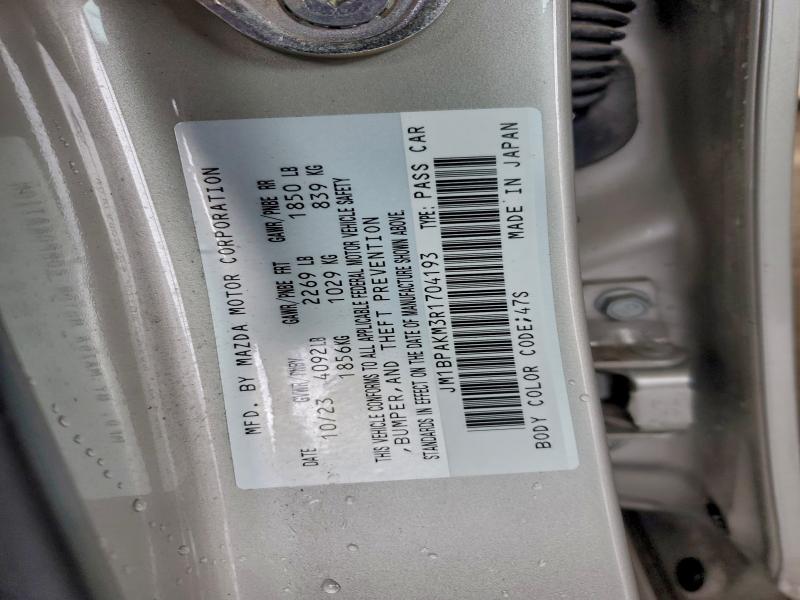 MFD. BY MAZDA MOTOR CORPORATION
DATE GVWR/PNBV GAWR/PNBE FRT GAWR/PNBE RR
10/23 4092LB 2269 LB 1850 LB
1856KG 1029 KG 839 KG
THIS VEHICLE CONFORMS TO ALL APPLICABLE FEDERAL MOTOR VEHICLE SAFETY
,BUMPER,AND THEFT PREVENTION
STANDARDS IN EFFECT ON THE DATE OF MANUFACTURE SHOWN ABOVE.
JM1BPAKM3R1704193 TYPE: PASS CAR
BODY COLOR CODE;47S MADE IN JAPAN